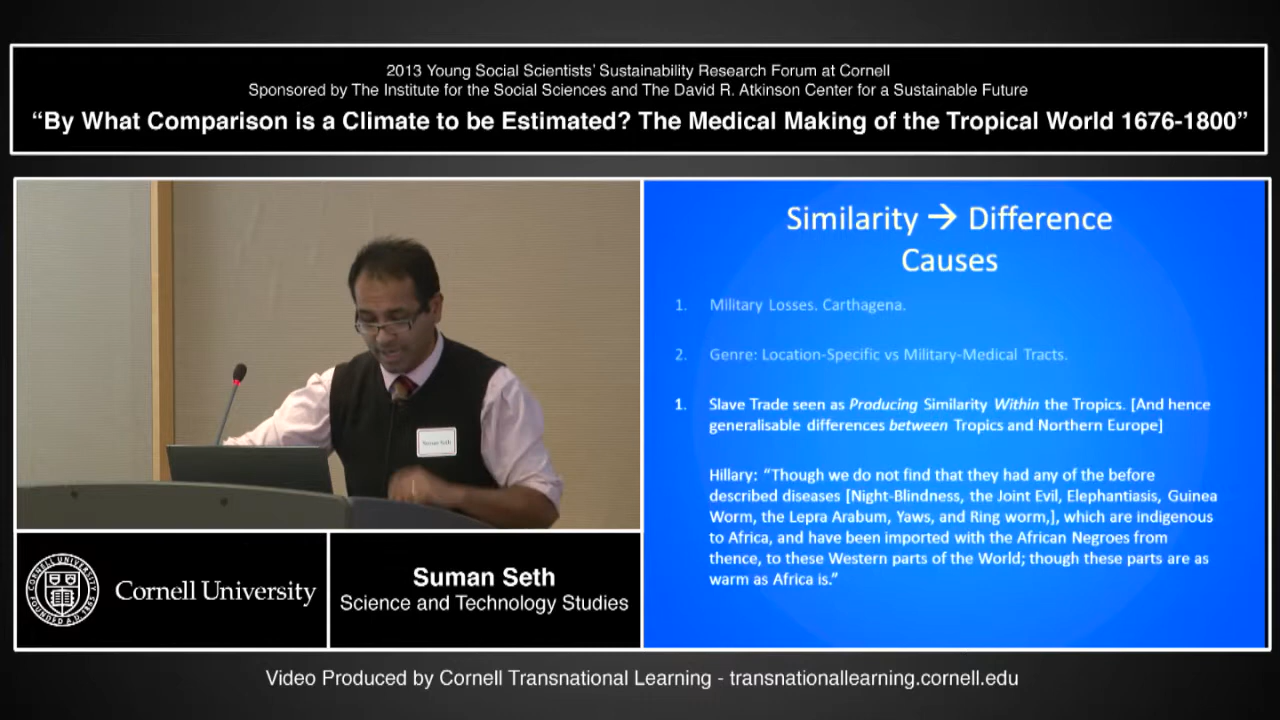 2013 Young Social Scientists’ Sustainability Research Forum at Cornell
Sponsored by The Institute for the Social Sciences and The David R. Atkinson Center for a Sustainable Future
“By What Comparison is a Climate to be Estimated? The Medical Making of the Tropical World 1676-1800”
Suman Seth
Similarity → Difference
Causes
1. Military Losses. Carthagena.
2. Genre: Location-Specific vs Military-Medical Tracts.
1. Slave Trade seen as Producing Similarity Within the Tropics. [And hence
generalisable differences between Tropics and Northern Europe]
Hillary: “Though we do not find that they had any of the before
described diseases [Night-Blindness, the Joint Evil, Elephantiasis, Guinea
Worm, the Lepra Arabum, Yaws, and Ring worm,], which are indigenous
to Africa, and have been imported with the African Negroes from
thence, to these Western parts of the World; though these parts are as
warm as Africa is.”
Cornell University
Suman Seth
Science and Technology Studies
Video Produced by Cornell Transnational Learning - transnationallearning.cornell.edu